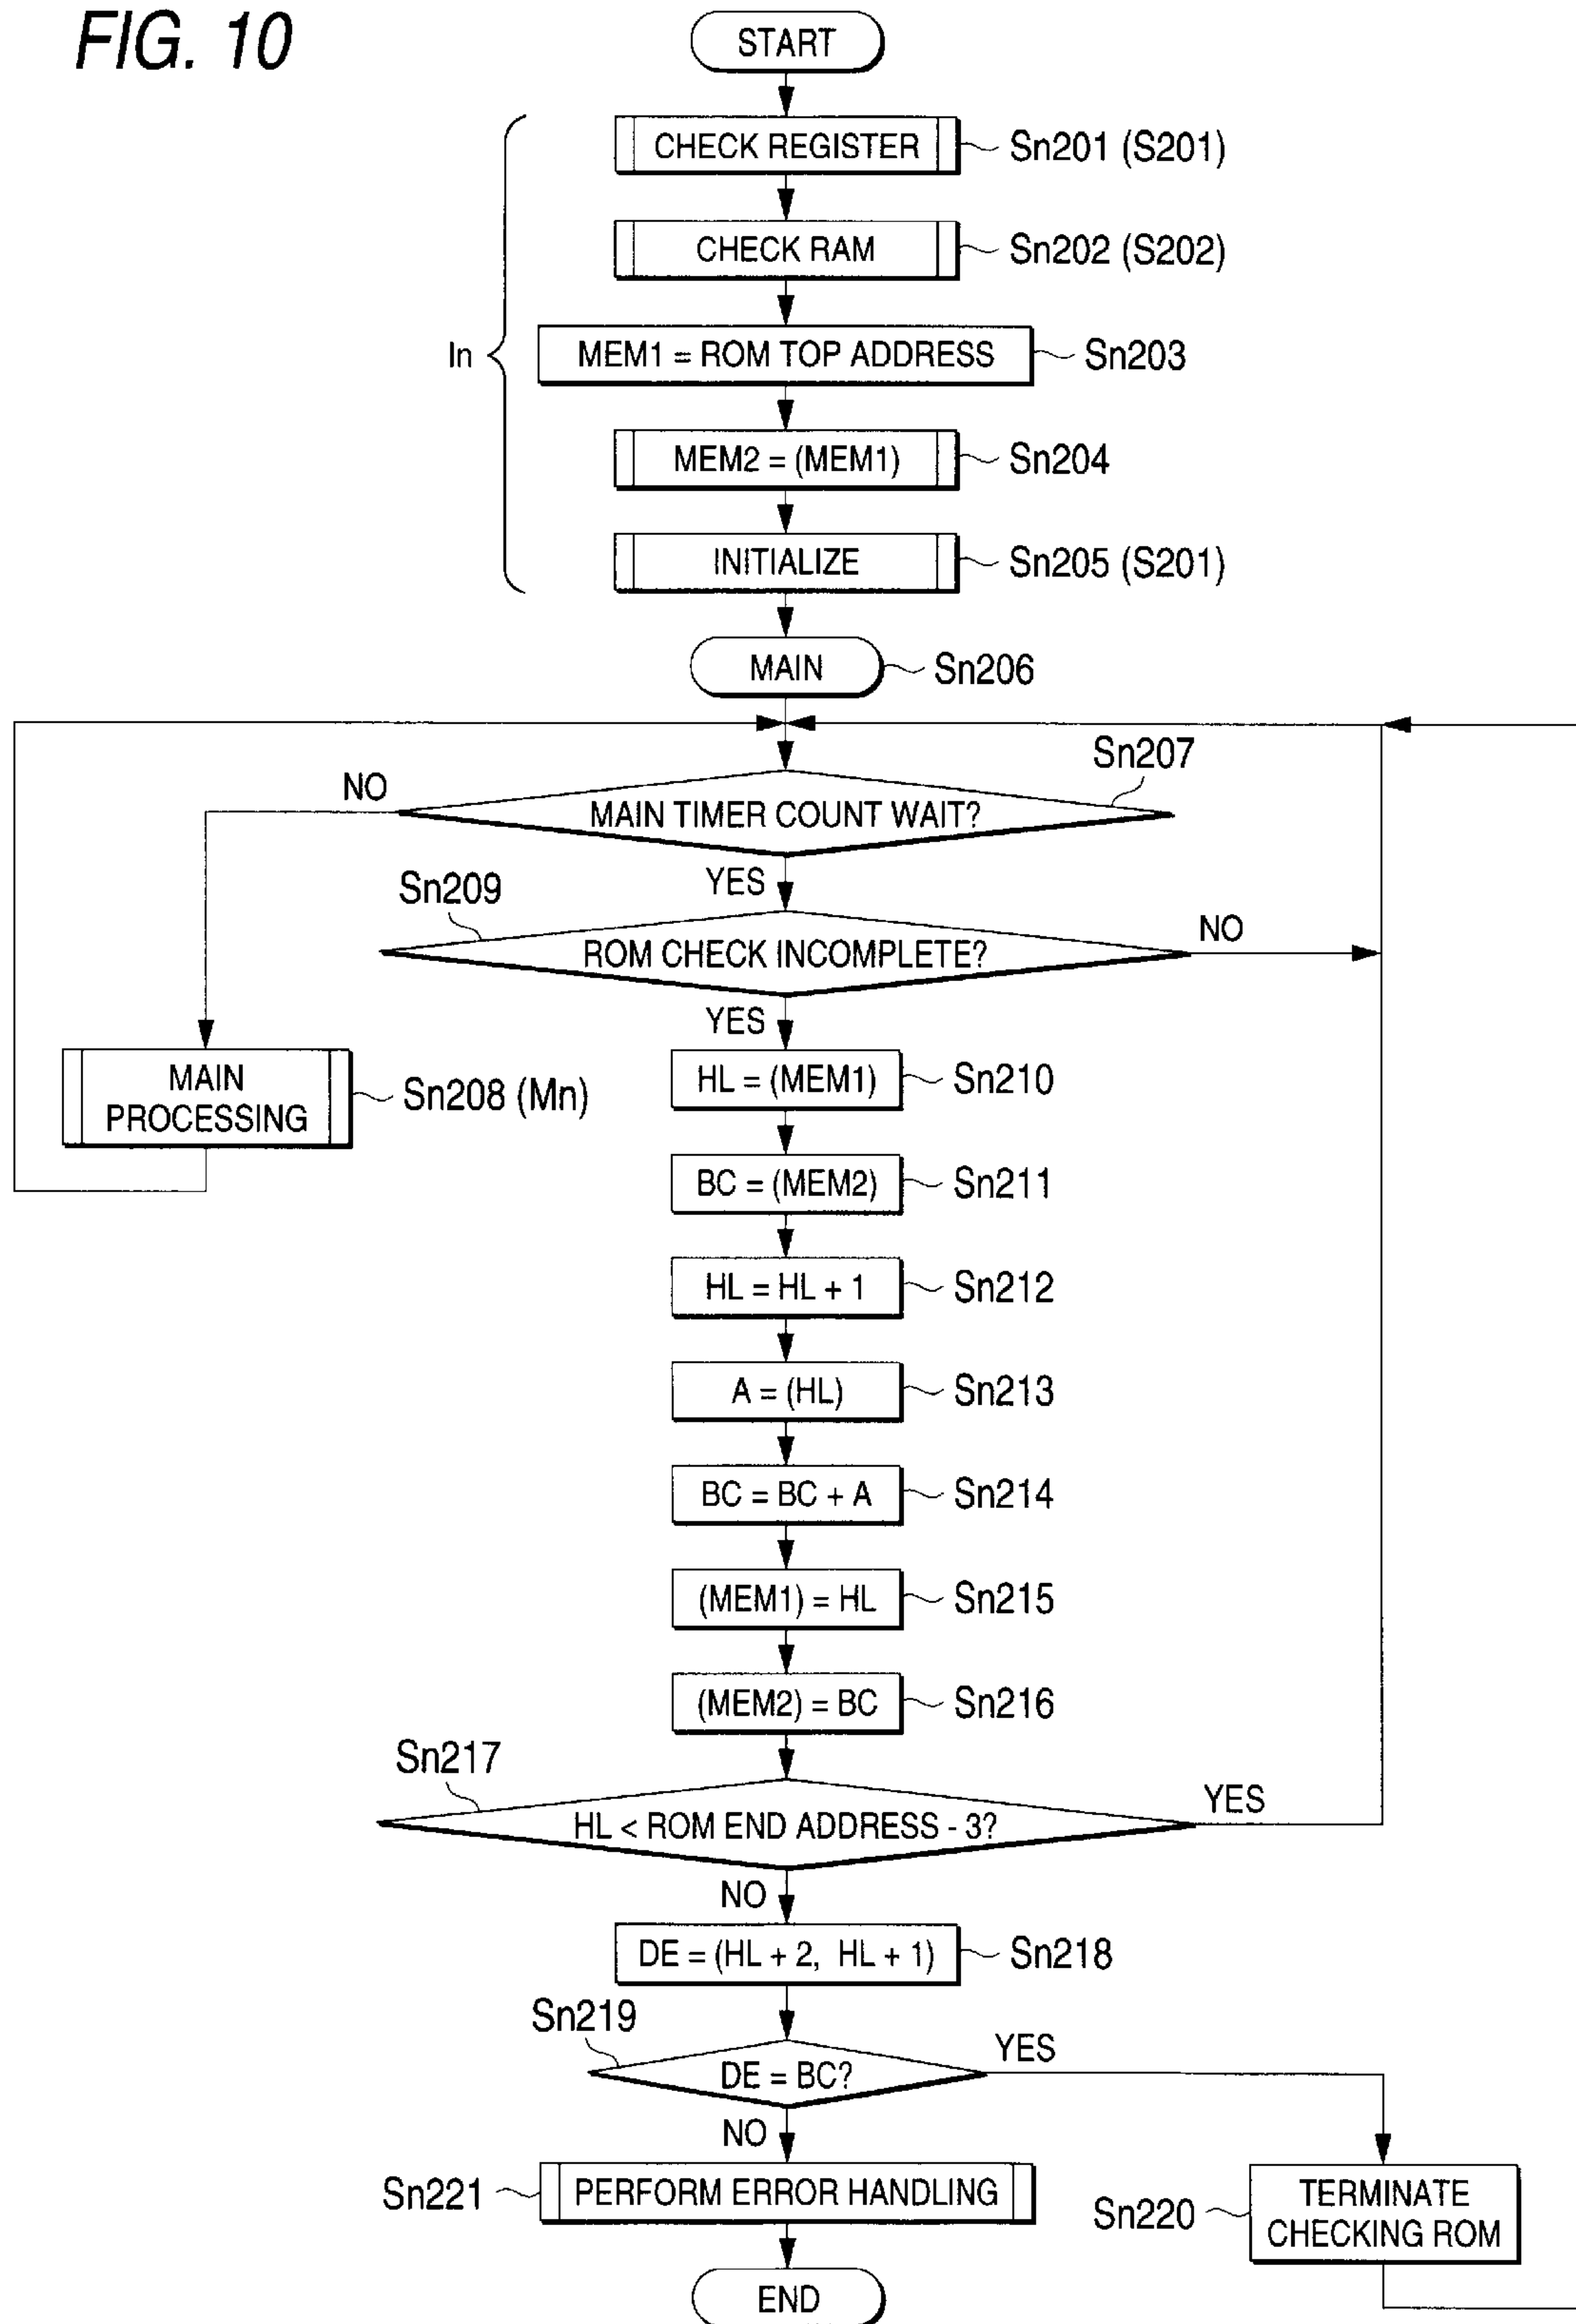 FIG. 10
START
CHECK REGISTER
Sn201 (S201)
CHECK RAM
Sn202 (S202)
In
MEM1 = ROM TOP ADDRESS
Sn203
MEM2 = (MEM1)
Sn204
INITIALIZE
Sn205 (S201)
MAIN
Sn206
Sn207
NO
MAIN TIMER COUNT WAIT?
YES
Sn209
ROM CHECK INCOMPLETE?
NO
YES
MAIN
PROCESSING
Sn208 (Mn)
HL = (MEM1)
Sn210
BC = (MEM2)
Sn211
HL = HL + 1
Sn212
A = (HL)
Sn213
BC = BC + A
Sn214
(MEM1) = HL
Sn215
(MEM2) = BC
Sn216
Sn217
HL < ROM END ADDRESS - 3?
YES
NO
DE = (HL + 2, HL + 1)
Sn218
Sn219
DE = BC?
YES
NO
Sn221
PERFORM ERROR HANDLING
Sn220
TERMINATE
CHECKING ROM
END